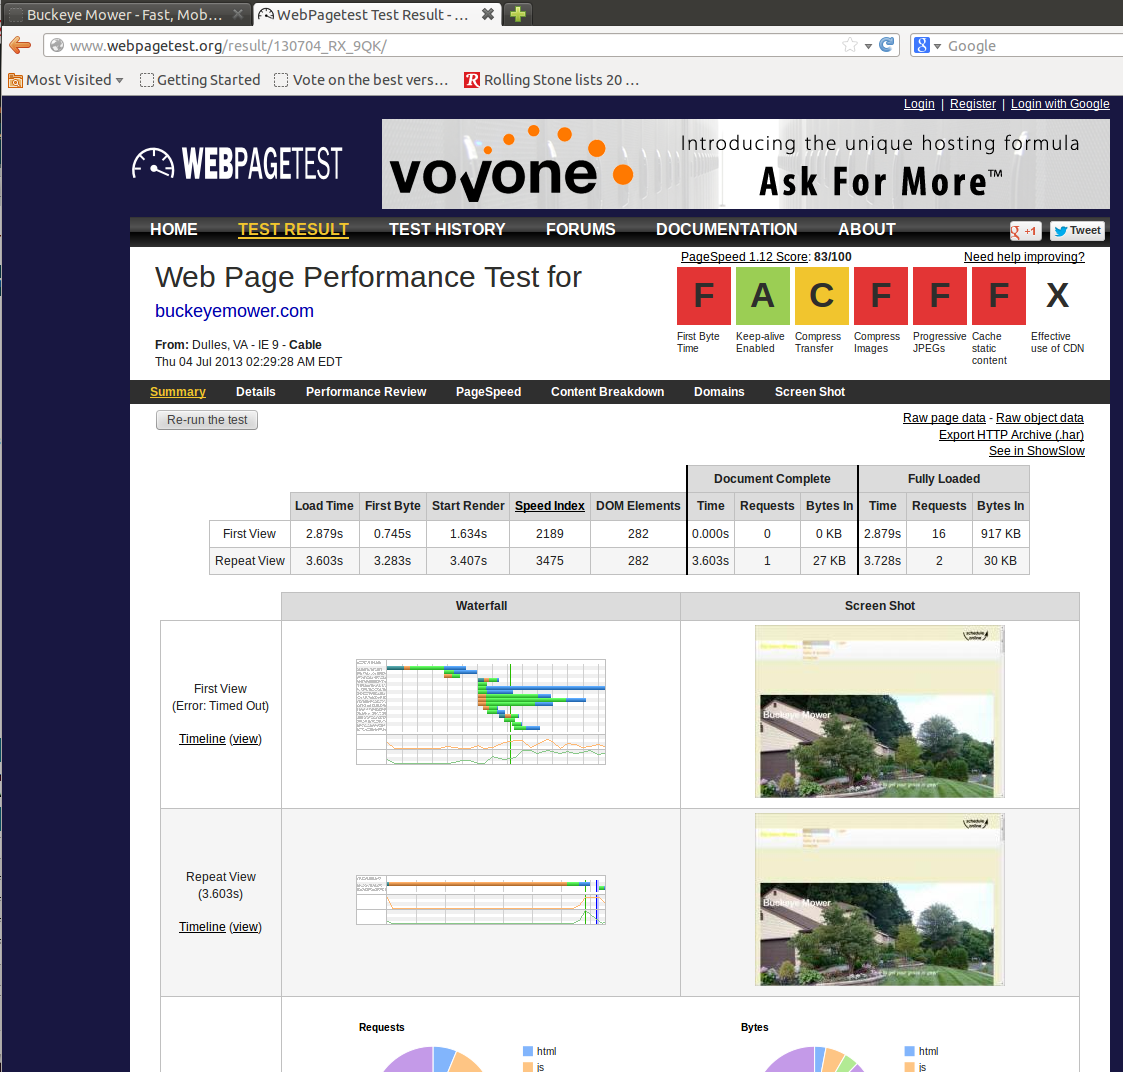 Buckeye Mower - Fast, Mob...
WebPagetest Test Result - ...
www.webpagetest.org/result/130704_RX_9QK/
Google
Most Visited
Getting Started
Vote on the best vers...
Rolling Stone lists 20 ...
Login | Register | Login with Google
WEBPAGETEST
vovone
Introducing the unique hosting formula
Ask For More™
HOME TEST RESULT TEST HISTORY FORUMS DOCUMENTATION ABOUT
+1 Tweet
Web Page Performance Test for
buckeyemower.com
From: Dulles, VA - IE 9 - Cable
Thu 04 Jul 2013 02:29:28 AM EDT
PageSpeed 1.12 Score: 83/100
Need help improving?
F A C F F F X
First Byte Time
Keep-alive Enabled
Compress Transfer
Compress Images
Progressive JPEGs
Cache static content
Effective use of CDN
Summary Details Performance Review PageSpeed Content Breakdown Domains Screen Shot
Re-run the test
Raw page data - Raw object data
Export HTTP Archive (.har)
See in ShowSlow
Document Complete Fully Loaded
Load Time First Byte Start Render Speed Index DOM Elements Time Requests Bytes In Time Requests Bytes In
First View 2.879s 0.745s 1.634s 2189 282 0.000s 0 0 KB 2.879s 16 917 KB
Repeat View 3.603s 3.283s 3.407s 3475 282 3.603s 1 27 KB 3.728s 2 30 KB
Waterfall Screen Shot
First View
(Error: Timed Out)
Timeline (view)
schedule
online
Buckeye Mower
Repeat View
(3.603s)
Timeline (view)
schedule
online
Buckeye Mower
Requests
html
js
Bytes
html
js